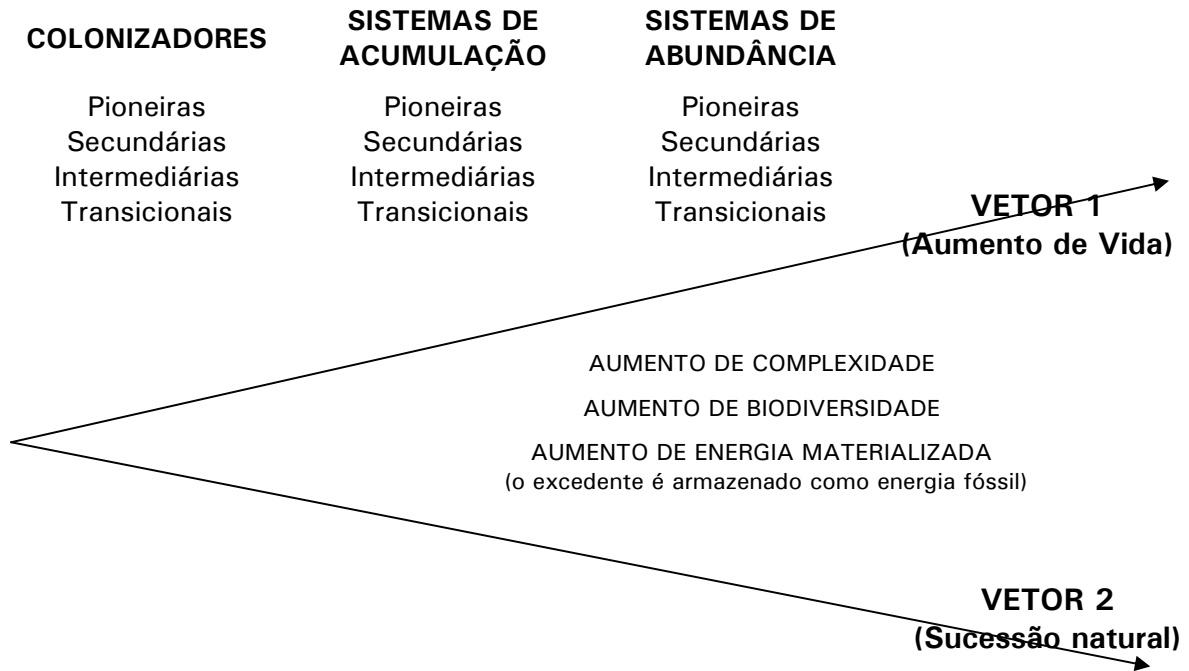 COLONIZADORES
Pioneiras
Secundárias
Intermediárias
Transicionais
SISTEMAS DE
ACUMULAÇÃO
Pioneiras
Secundárias
Intermediárias
Transicionais
SISTEMAS DE
ABUNDÂNCIA
Pioneiras
Secundárias
Intermediárias
Transicionais
VETOR 1
(Aumento de Vida)
AUMENTO DE COMPLEXIDADE
AUMENTO DE BIODIVERSIDADE
AUMENTO DE ENERGIA MATERIALIZADA
(o excedente é armazenado como energia fóssil)
VETOR 2
(Sucessão natural)